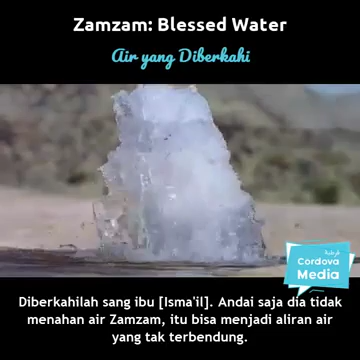 Zamzam: Blessed Water
Air yang Diberkahi
قرطبة
Cordova
Media
Diberkahilah sang ibu [Isma'il]. Andai saja dia tidak
menahan air Zamzam, itu bisa menjadi aliran air
yang tak terbendung.